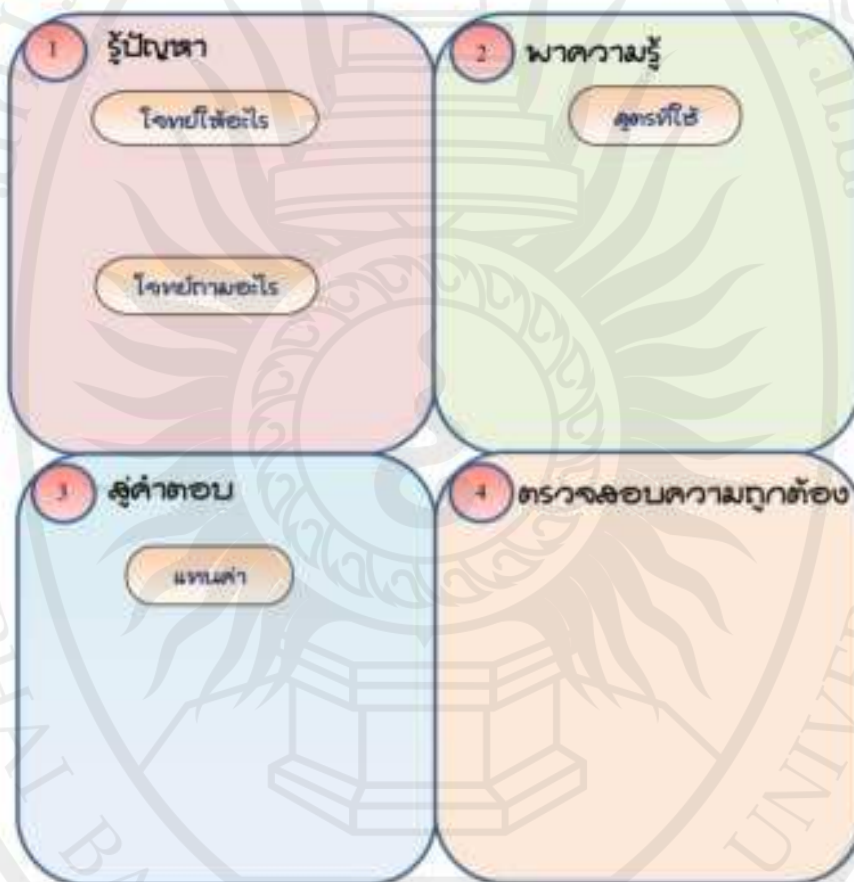 1 รู้ปัญหา
โจทย์ให้อะไร
โจทย์ถามอะไร
2 พาความรู้
สูตรที่ใช้
3 สู่คำตอบ
แทนค่า
4 ตรวจสอบความถูกต้อง